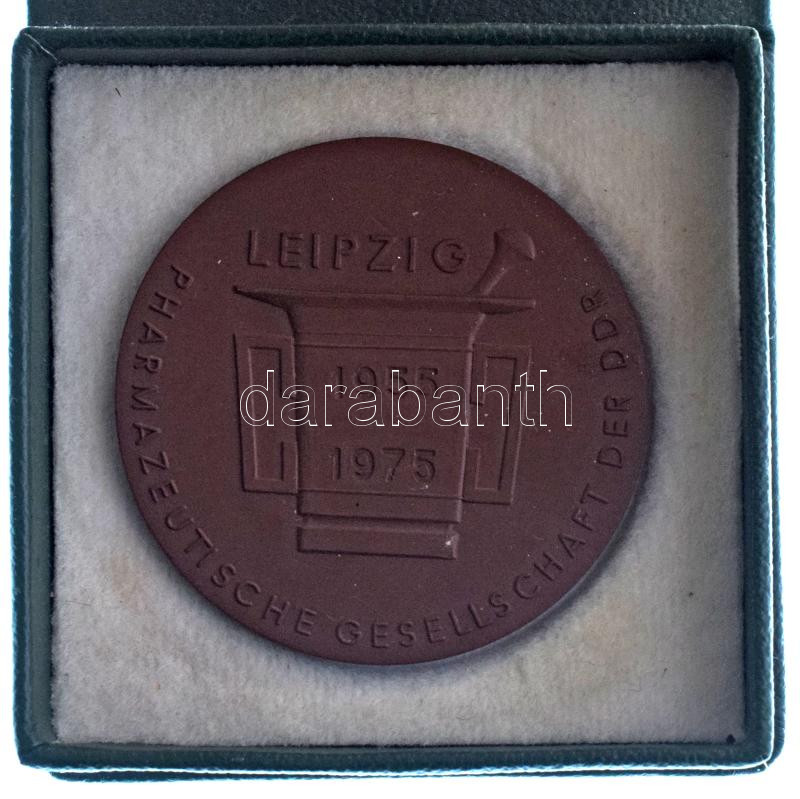 LEIPZIG
1955
1975
PHARMAZEUTISCHE GESELLSCHAFT DER DDR
darabanth